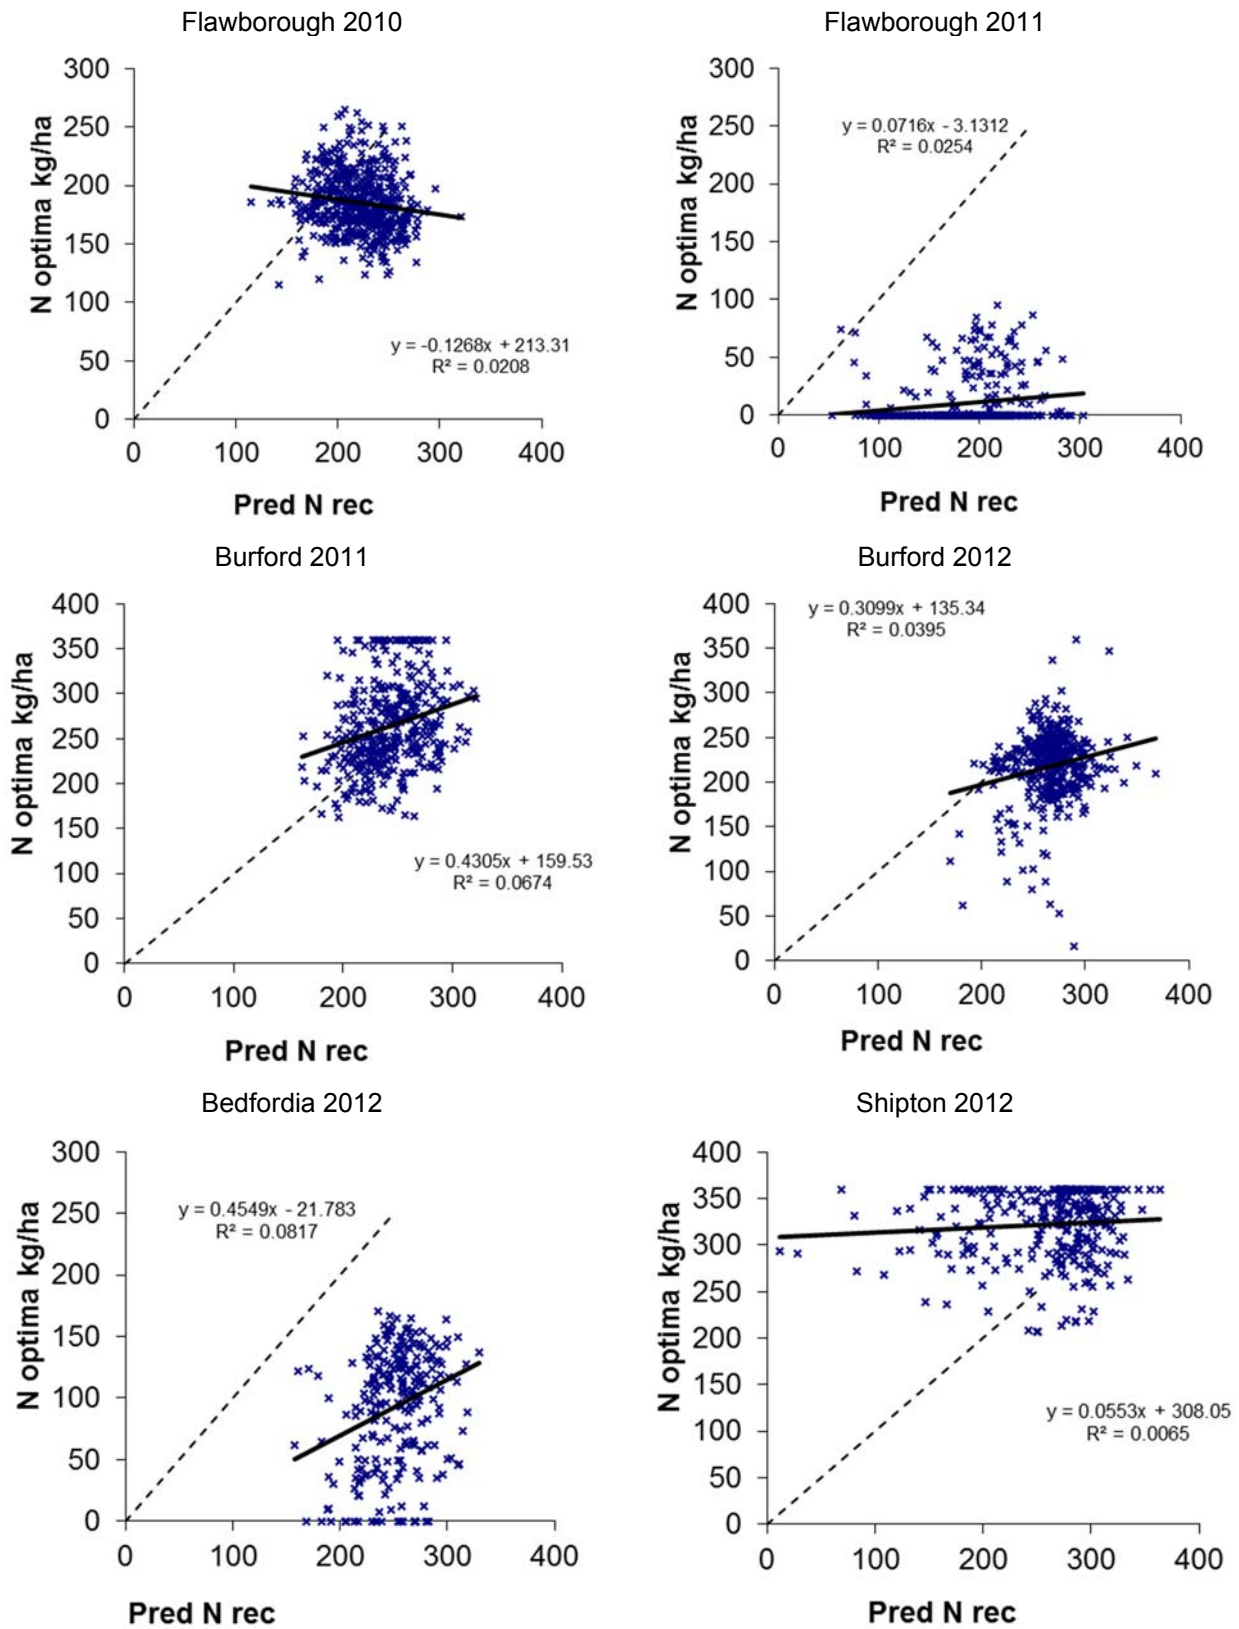 Flawborough 2010
300
250
200
150
100
50
0
N optima kg/ha
y = -0.1268x + 213.31
R² = 0.0208
0 100 200 300 400
Pred N rec
Flawborough 2011
300
250
200
150
100
50
0
N optima kg/ha
y = 0.0716x - 3.1312
R² = 0.0254
0 100 200 300 400
Pred N rec
Burford 2011
400
350
300
250
200
150
100
50
0
N optima kg/ha
y = 0.4305x + 159.53
R² = 0.0674
0 100 200 300 400
Pred N rec
Burford 2012
400
350
300
250
200
150
100
50
0
N optima kg/ha
y = 0.3099x + 135.34
R² = 0.0395
0 100 200 300 400
Pred N rec
Bedfordia 2012
300
250
200
150
100
50
0
N optima kg/ha
y = 0.4549x - 21.783
R² = 0.0817
0 100 200 300 400
Pred N rec
Shipton 2012
400
350
300
250
200
150
100
50
0
N optima kg/ha
y = 0.0553x + 308.05
R² = 0.0065
0 100 200 300 400
Pred N rec